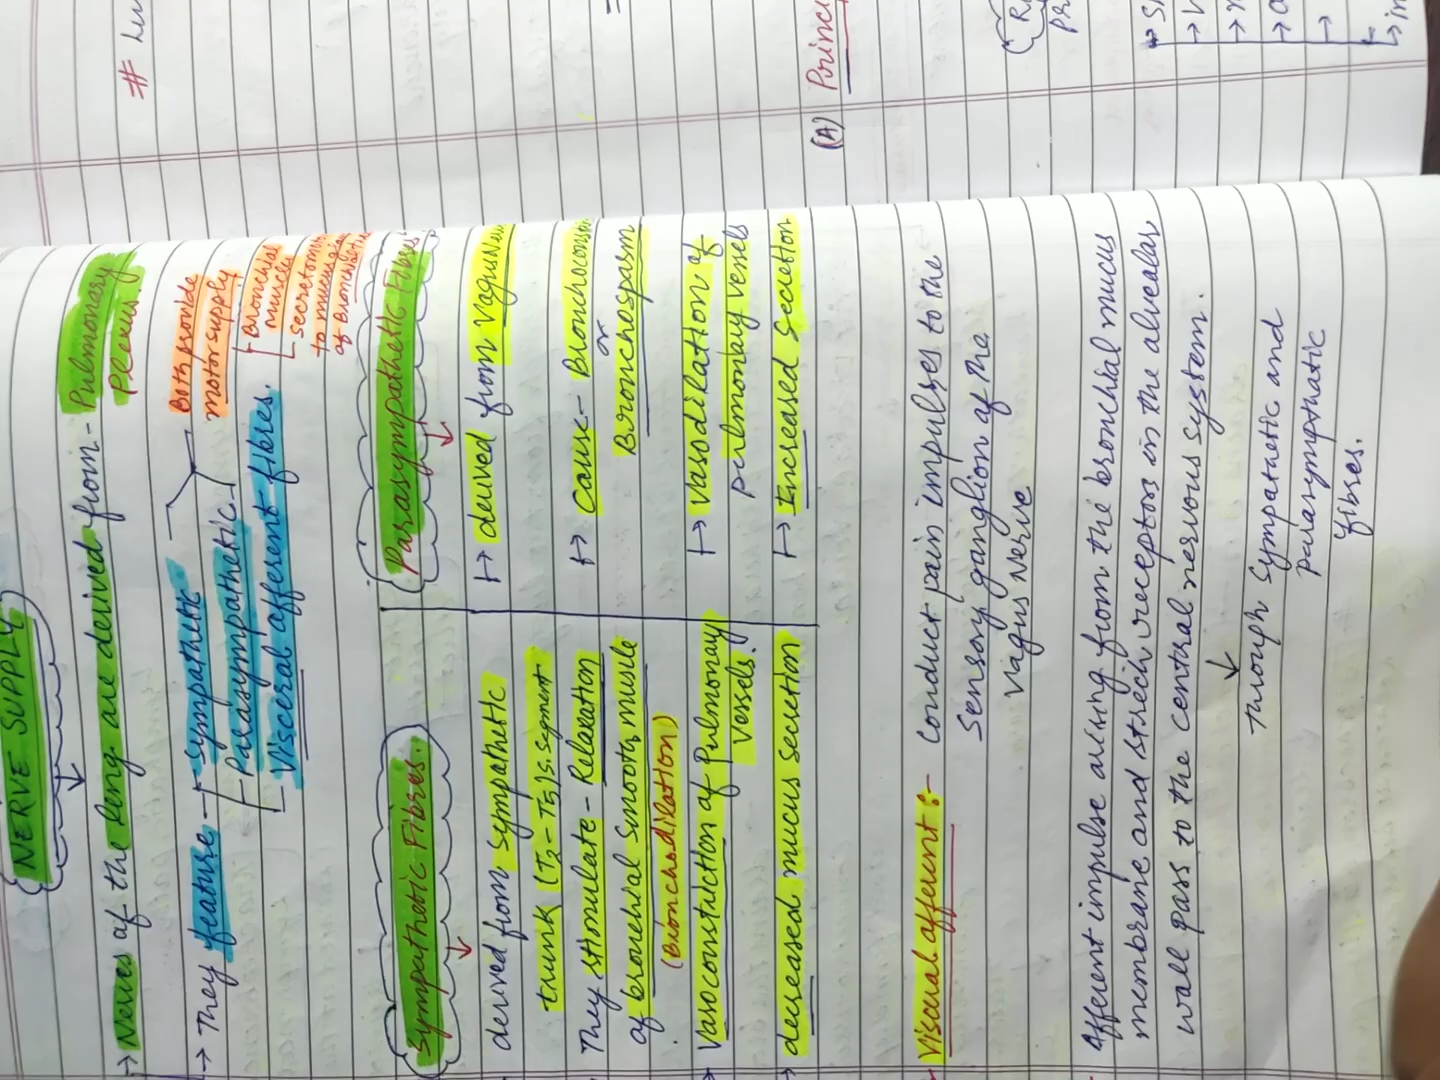 NERVE SUPPLY
→ Nerves of the lung are derived from - Pulmonary
Plexus
→ They feature - Sympathetic
Parasympathetic
Visceral afferent fibres.
Both provide
motor supply
Bronchial
muscles
secretomotor
to mucus glands
of Bronchial tree
Sympathetic Fibres.
derived from sympathetic
trunk (T2 - T5) S. segment
They stimulate - Relaxation
of bronchial smooth muscle
(Bronchodilation)
→ Vasoconstriction of Pulmonary
Vessels.
→ decreased mucus secretion
Parasympathetic Fibres
→ derived from Vagus Nerve
→ Cause - Bronchocons
or
Bronchospasm
→ Vasodilation of
pulmonary vessels
→ Increased secretion
Visceral afferent :- Conduct pain impulses to the
Sensory ganglion of the
Vagus Nerve
Afferent impulse arising from the bronchial mucus
membrane and strech receptors in the alveolar
wall pass to the central nervous system.
↓
through Sympathetic and
parasympthatic
fibres.
(A) Princi